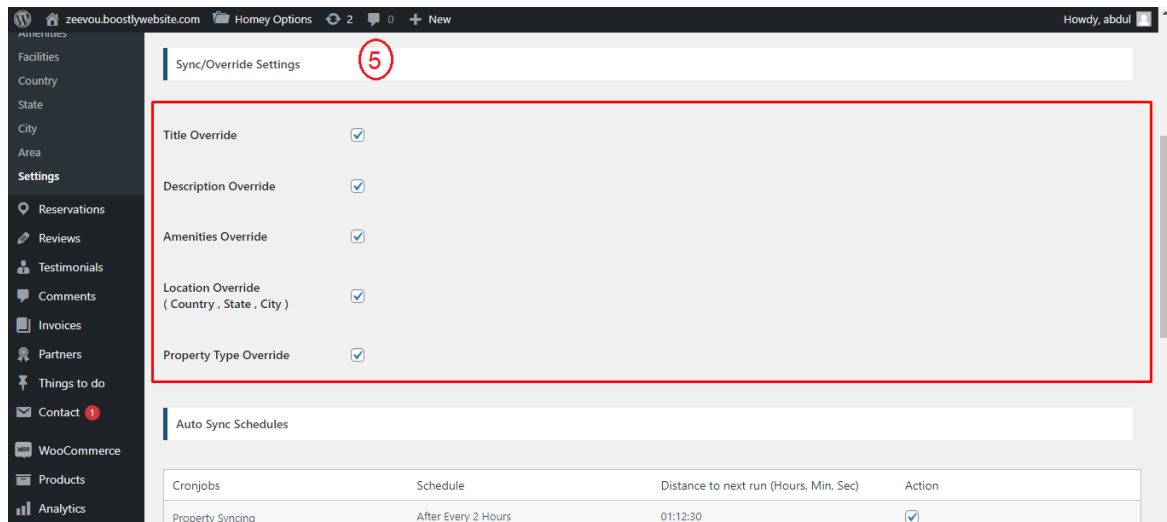 zeevou.boostlywebsite.com Homey Options 2 0 + New Howdy, abdul
Amenities
Facilities
Country
State
City
Area
Settings
Reservations
Reviews
Testimonials
Comments
Invoices
Partners
Things to do
Contact 1
WooCommerce
Products
Analytics
Sync/Override Settings
5
Title Override
Description Override
Amenities Override
Location Override
( Country , State , City )
Property Type Override
Auto Sync Schedules
Cronjobs Schedule Distance to next run (Hours, Min, Sec) Action
Property Syncing After Every 2 Hours 01:12:30